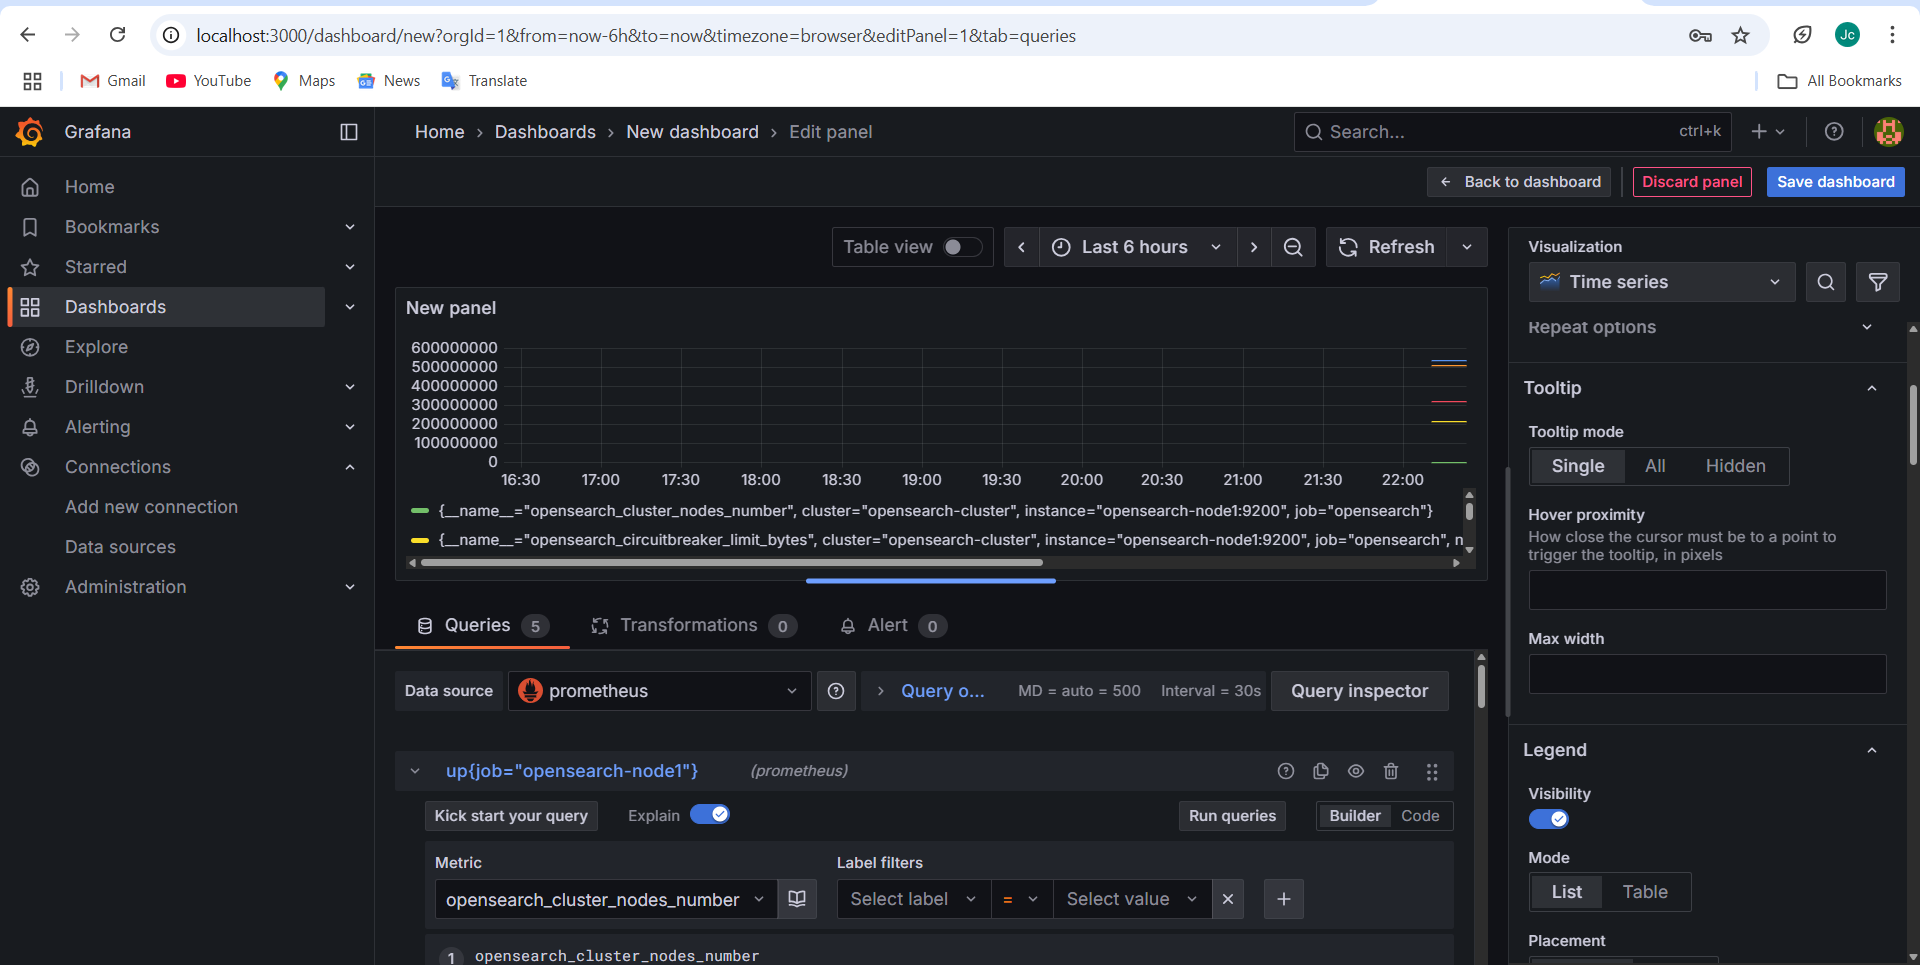 localhost:3000/dashboard/new?orgId=1&from=now-6h&to=now&timezone=browser&editPanel=1&tab=queries
Jc
Gmail YouTube Maps News Translate All Bookmarks
Grafana
Home › Dashboards › New dashboard › Edit panel
Search... ctrl+k
Back to dashboard Discard panel Save dashboard
Home
Bookmarks
Starred
Dashboards
Explore
Drilldown
Alerting
Connections
Add new connection
Data sources
Administration
Table view Last 6 hours Refresh
New panel
600000000
500000000
400000000
300000000
200000000
100000000
0
16:30 17:00 17:30 18:00 18:30 19:00 19:30 20:00 20:30 21:00 21:30 22:00
{__name__="opensearch_cluster_nodes_number", cluster="opensearch-cluster", instance="opensearch-node1:9200", job="opensearch"}
{__name__="opensearch_circuitbreaker_limit_bytes", cluster="opensearch-cluster", instance="opensearch-node1:9200", job="opensearch", n
Queries 5 Transformations 0 Alert 0
Data source prometheus Query o... MD = auto = 500 Interval = 30s Query inspector
up{job="opensearch-node1"} (prometheus)
Kick start your query Explain Run queries Builder Code
Metric Label filters
opensearch_cluster_nodes_number Select label = Select value
1 opensearch_cluster_nodes_number
Visualization
Time series
Repeat options
Tooltip
Tooltip mode
Single All Hidden
Hover proximity
How close the cursor must be to a point to
trigger the tooltip, in pixels
Max width
Legend
Visibility
Mode
List Table
Placement